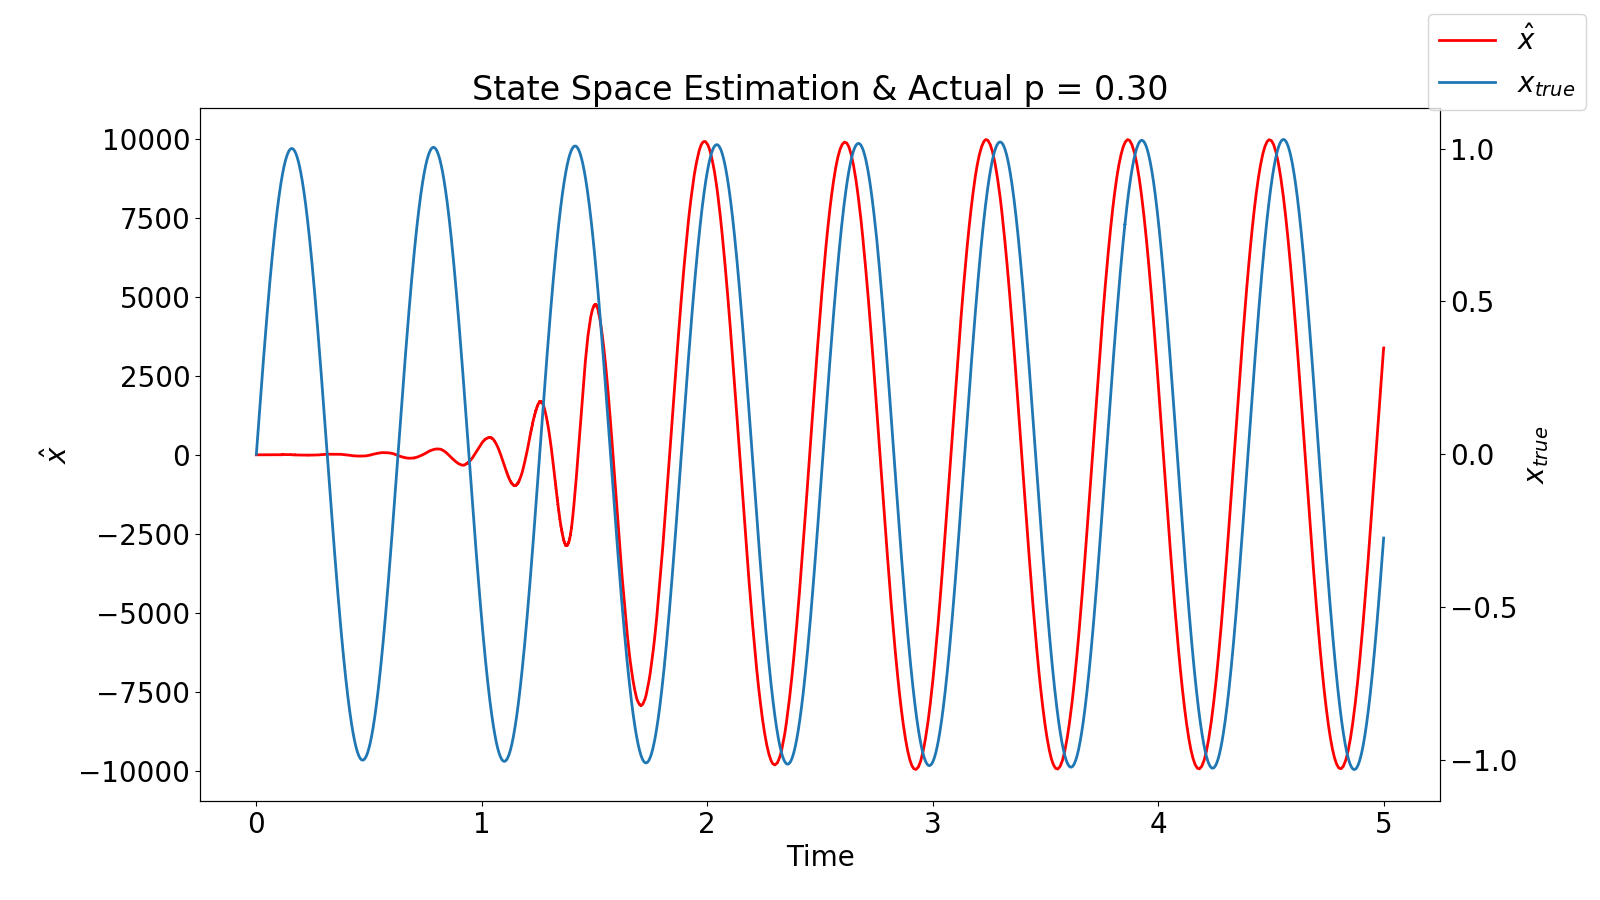 State Space Estimation & Actual p = 0.30
x̂
x_true
10000
7500
5000
2500
0
−2500
−5000
−7500
−10000
x̂
1.0
0.5
0.0
−0.5
−1.0
x_true
0 1 2 3 4 5
Time